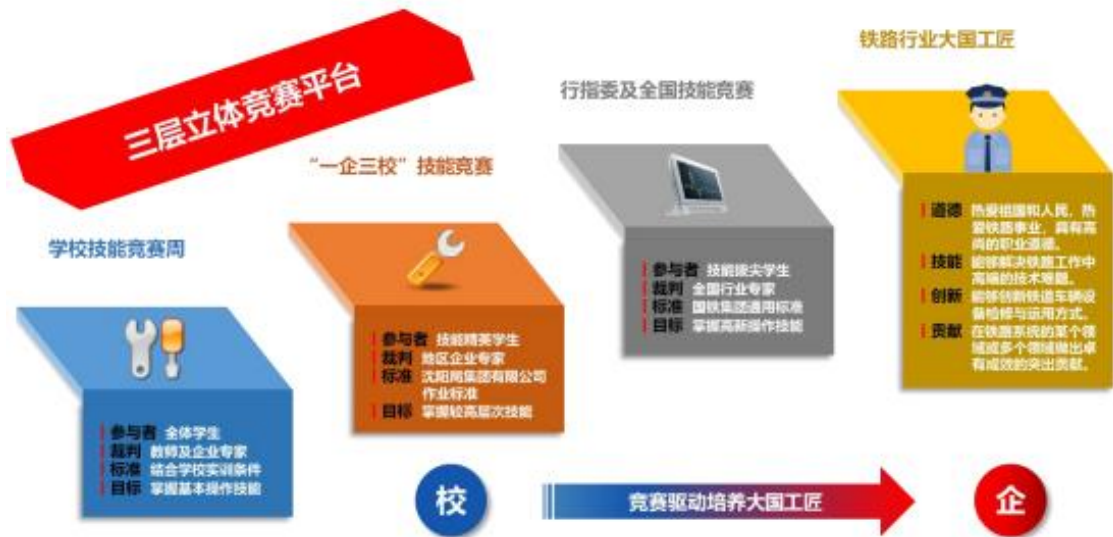 三层立体竞赛平台
学校技能竞赛周
参与者 全体学生
裁判 教师及企业专家
标准 结合学校实训条件
目标 掌握基本操作技能
“一企三校”技能竞赛
参与者 技能精英学生
裁判 地区企业专家
标准 沈阳局集团有限公司
作业标准
目标 掌握较高层次技能
行指委及全国技能竞赛
参与者 技能拔尖学生
裁判 全国行业专家
标准 国铁集团通用标准
目标 掌握高新操作技能
铁路行业大国工匠
道德 热爱祖国和人民，热
爱铁路事业，具有高
尚的职业道德。
技能 能够解决铁路工作中
高端的技术难题。
创新 能够创新铁道车辆设
备检修与运用方式。
贡献 在铁路系统的某个领
域或多个领域做出卓
有成效的突出贡献。
校
竞赛驱动培养大国工匠
企